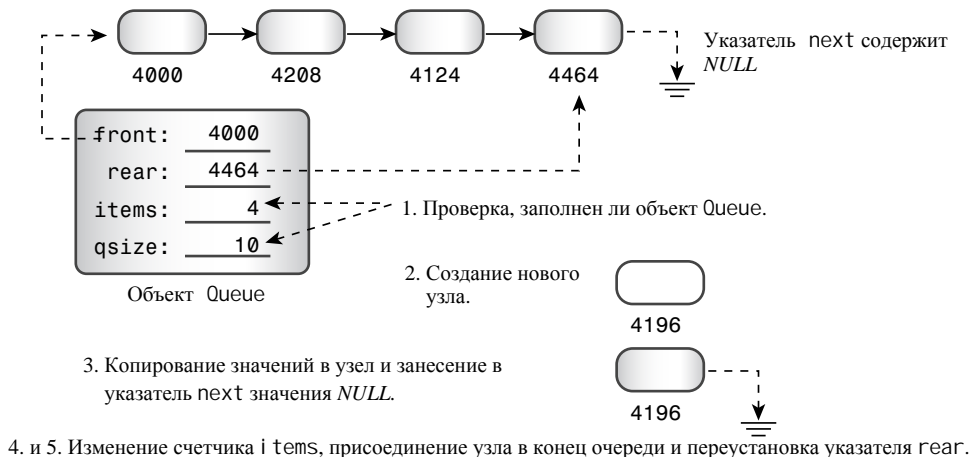 Указатель next содержит
NULL
4000 4208 4124 4464
front: 4000
rear: 4464
items: 4
qsize: 10
Объект Queue
1. Проверка, заполнен ли объект Queue.
2. Создание нового
узла.
4196
3. Копирование значений в узел и занесение в
указатель next значения NULL.
4196
4. и 5. Изменение счетчика items, присоединение узла в конец очереди и переустановка указателя rear.